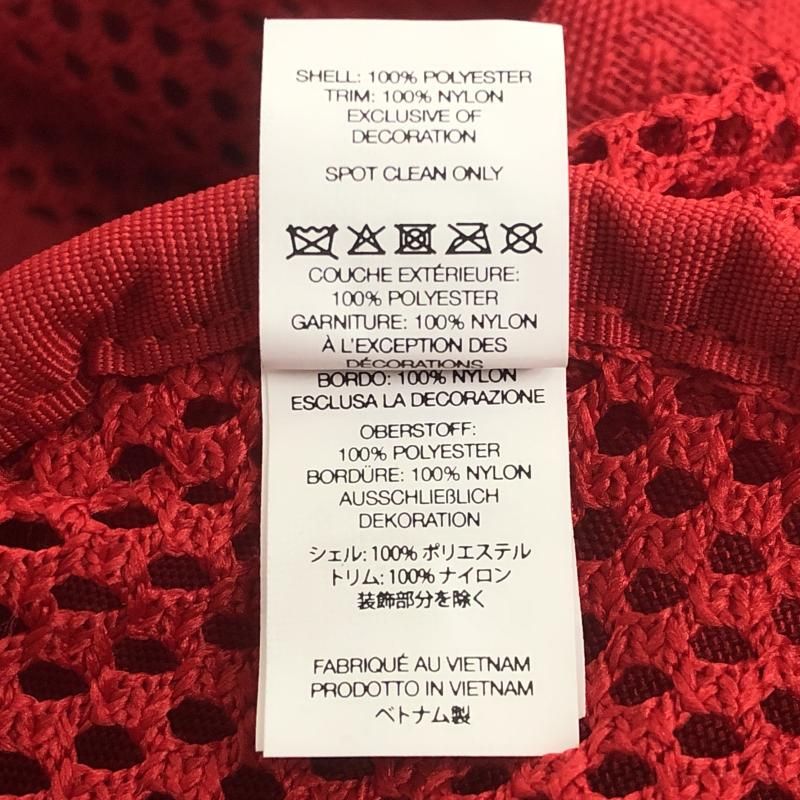 SHELL: 100% POLYESTER
TRIM: 100% NYLON
EXCLUSIVE OF
DECORATION
SPOT CLEAN ONLY
COUCHE EXTÉRIEURE:
100% POLYESTER
GARNITURE: 100% NYLON
À L'EXCEPTION DES
DÉCORATIONS
BORDO: 100% NYLON
ESCLUSA LA DECORAZIONE
OBERSTOFF:
100% POLYESTER
BORDÜRE: 100% NYLON
AUSSCHLIEßLICH
DEKORATION
シェル: 100% ポリエステル
トリム: 100% ナイロン
装飾部分を除く
FABRIQUÉ AU VIETNAM
PRODOTTO IN VIETNAM
ベトナム製